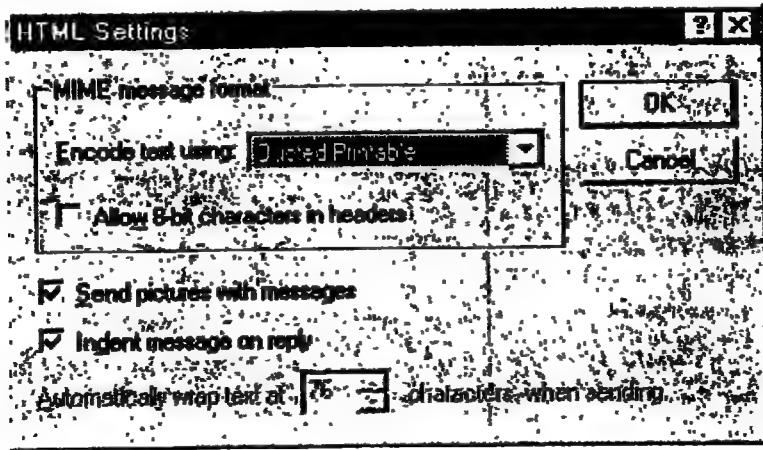 HTML Settings
MIME message format
OK
Encode text using: Quoted Printable
Cancel
Allow 8-bit characters in headers
Send pictures with messages
Indent message on reply
Automatically wrap text at 76 characters, when sending